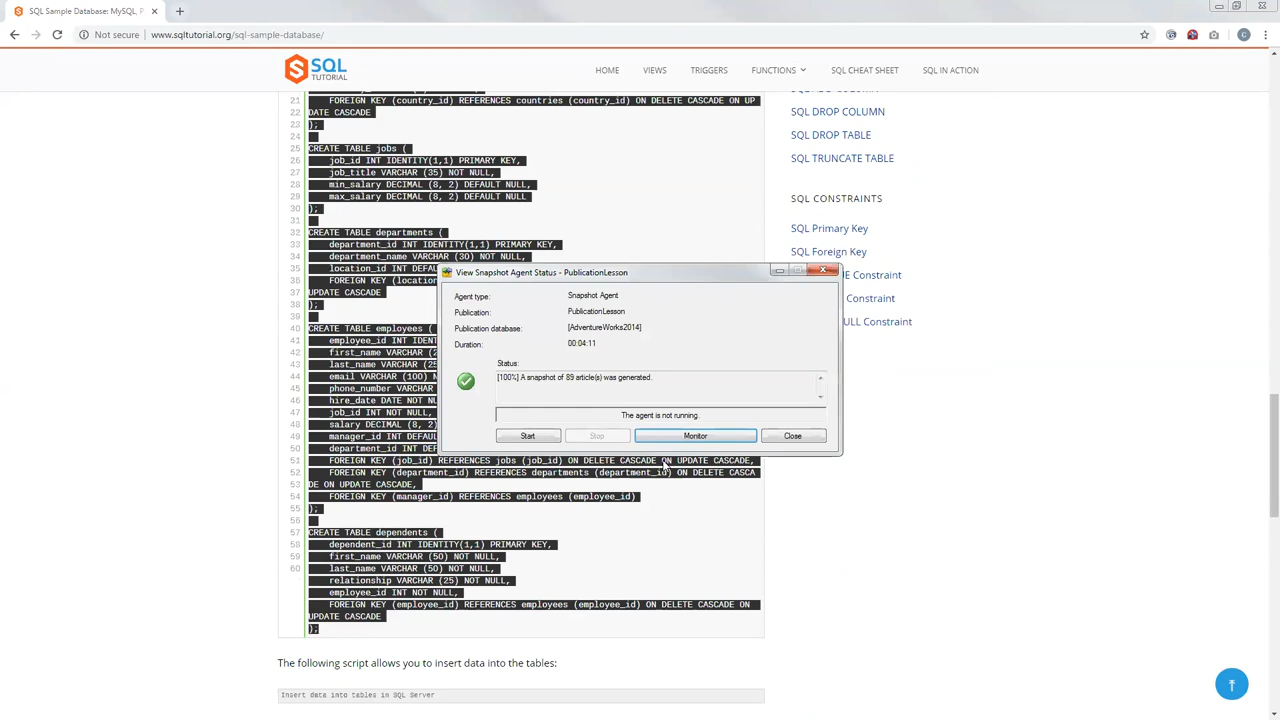 SQL Sample Database: MySQL, P
Not secure | www.sqltutorial.org/sql-sample-database/
C
SQL
TUTORIAL
HOME
VIEWS
TRIGGERS
FUNCTIONS
SQL CHEAT SHEET
SQL IN ACTION
21 FOREIGN KEY (country_id) REFERENCES countries (country_id) ON DELETE CASCADE ON UP
22 DATE CASCADE
23 );
24
25 CREATE TABLE jobs (
26 job_id INT IDENTITY(1,1) PRIMARY KEY,
27 job_title VARCHAR (35) NOT NULL,
28 min_salary DECIMAL (8, 2) DEFAULT NULL,
29 max_salary DECIMAL (8, 2) DEFAULT NULL
30 );
31
32 CREATE TABLE departments (
33 department_id INT IDENTITY(1,1) PRIMARY KEY,
34 department_name VARCHAR (30) NOT NULL,
35 location_id INT DEFAU
36 FOREIGN KEY (location
37 UPDATE CASCADE
38 );
39
40 CREATE TABLE employees (
41 employee_id INT
42 first_name VARCHAR (2
43 last_name VARCHAR (25
44 email VARCHAR (100) N
45 phone_number VARCHAR
46 hire_date DATE NOT NU
47 job_id INT NOT NULL,
48 salary DECIMAL (8, 2)
49 manager_id INT DEFAUL
50 department_id INT DEF
51 FOREIGN KEY (job_id) REFERENCES jobs (job_id) ON DELETE CASCADE ON UPDATE CASCADE,
52 FOREIGN KEY (department_id) REFERENCES departments (department_id) ON DELETE CASCA
53 DE ON UPDATE CASCADE,
54 FOREIGN KEY (manager_id) REFERENCES employees (employee_id)
55 );
56
57 CREATE TABLE dependents (
58 dependent_id INT IDENTITY(1,1) PRIMARY KEY,
59 first_name VARCHAR (50) NOT NULL,
60 last_name VARCHAR (50) NOT NULL,
relationship VARCHAR (25) NOT NULL,
employee_id INT NOT NULL,
FOREIGN KEY (employee_id) REFERENCES employees (employee_id) ON DELETE CASCADE ON
UPDATE CASCADE
);
The following script allows you to insert data into the tables:
Insert data into tables in SQL Server
View Snapshot Agent Status - PublicationLesson
Agent type: Snapshot Agent
Publication: PublicationLesson
Publication database: [AdventureWorks2014]
Duration: 00:04:11
Status:
[100%] A snapshot of 89 article(s) was generated.
The agent is not running.
Start
Stop
Monitor
Close
SQL DROP COLUMN
SQL DROP TABLE
SQL TRUNCATE TABLE
SQL CONSTRAINTS
SQL Primary Key
SQL Foreign Key
E Constraint
Constraint
ULL Constraint